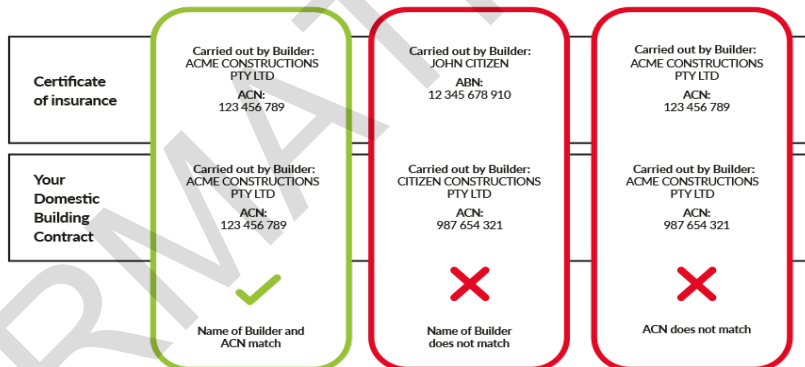 Certificate
of insurance
Carried out by Builder:
ACME CONSTRUCTIONS
PTY LTD
ACN:
123 456 789
Carried out by Builder:
JOHN CITIZEN
ABN:
12 345 678 910
Carried out by Builder:
ACME CONSTRUCTIONS
PTY LTD
ACN:
123 456 789
Your
Domestic
Building
Contract
Carried out by Builder:
ACME CONSTRUCTIONS
PTY LTD
ACN:
123 456 789
Carried out by Builder:
CITIZEN CONSTRUCTIONS
PTY LTD
ACN:
987 654 321
Carried out by Builder:
ACME CONSTRUCTIONS
PTY LTD
ACN:
987 654 321
Name of Builder and
ACN match
Name of Builder
does not match
ACN does not match